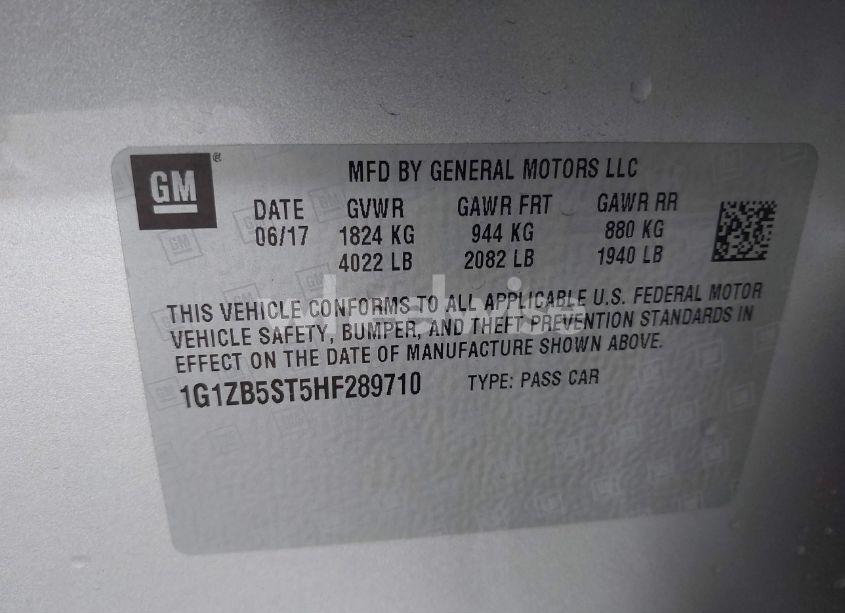 GM
MFD BY GENERAL MOTORS LLC
DATE GVWR GAWR FRT GAWR RR
06/17 1824 KG 944 KG 880 KG
4022 LB 2082 LB 1940 LB
THIS VEHICLE CONFORMS TO ALL APPLICABLE U.S. FEDERAL MOTOR
VEHICLE SAFETY, BUMPER, AND THEFT PREVENTION STANDARDS IN
EFFECT ON THE DATE OF MANUFACTURE SHOWN ABOVE.
1G1ZB5ST5HF289710 TYPE: PASS CAR